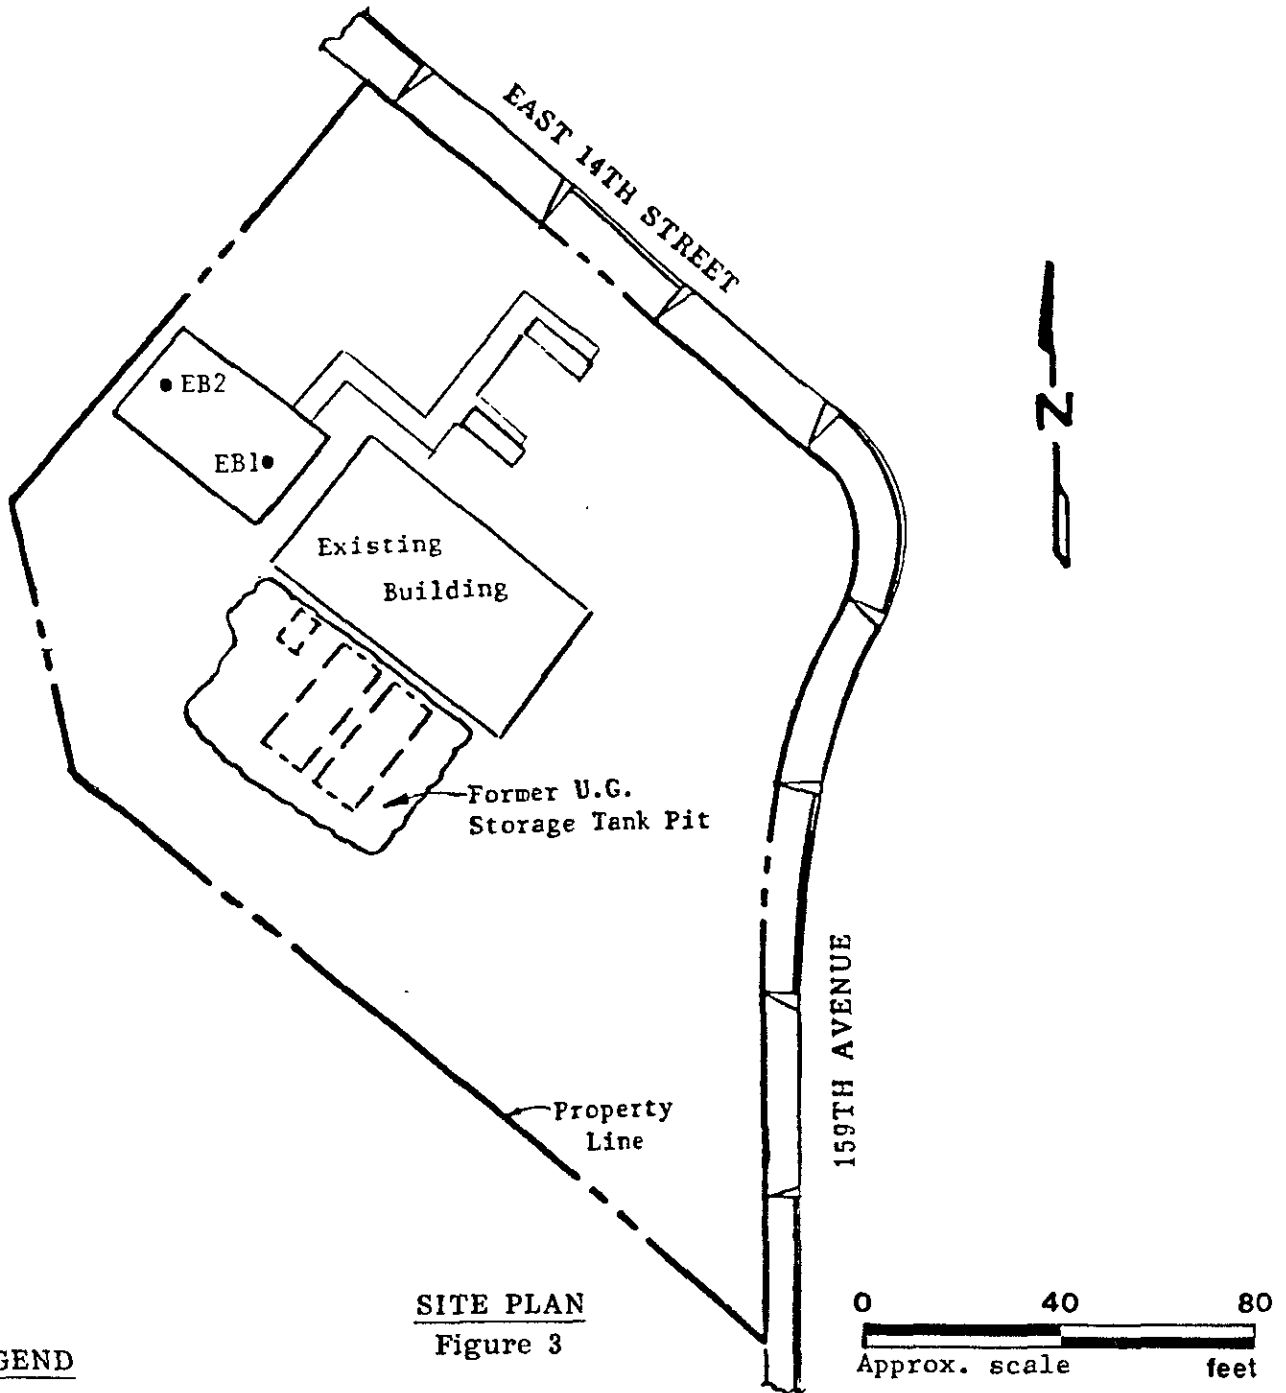 EAST 14TH STREET
N
EB2
EB1
Existing
Building
Former U.G.
Storage Tank Pit
159TH AVENUE
Property
Line
SITE PLAN
Figure 3
0 40 80
Approx. scale feet
GEND